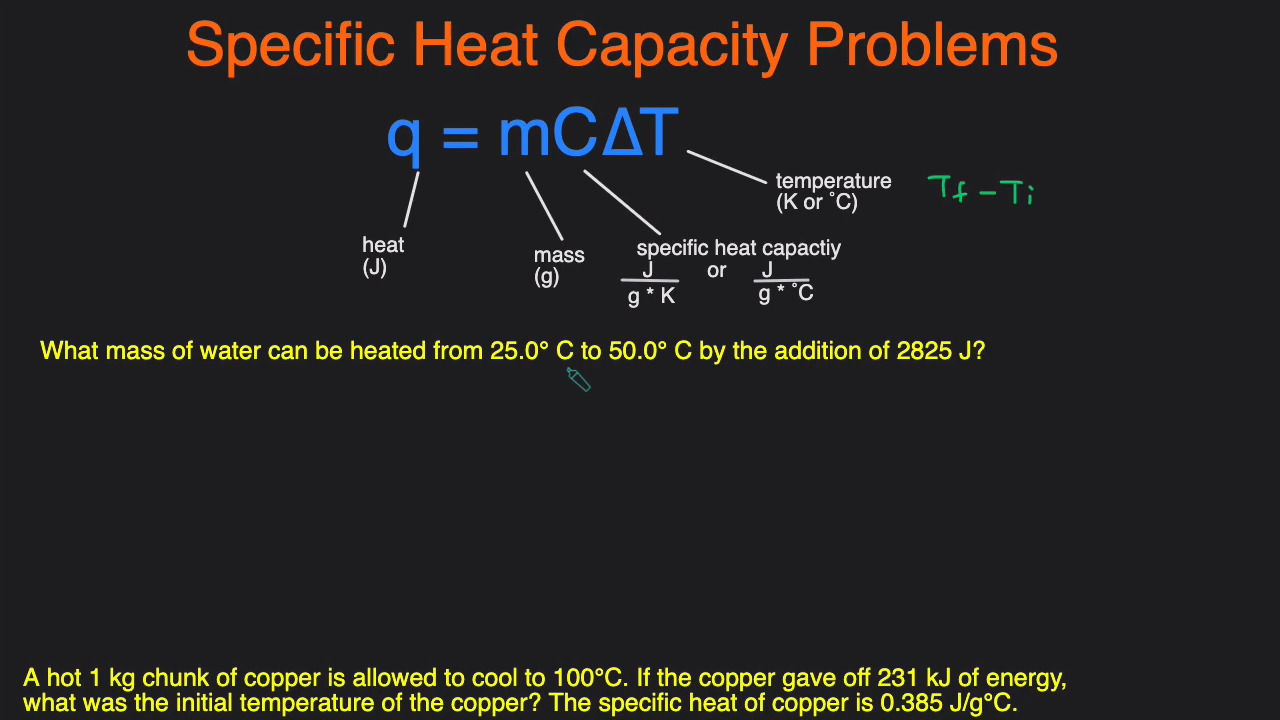 Specific Heat Capacity Problems
q = mCΔT
temperature
(K or ˚C)
Tf - Ti
heat
(J)
mass
(g)
specific heat capactiy
J or J
g * K g * ˚C
What mass of water can be heated from 25.0° C to 50.0° C by the addition of 2825 J?
A hot 1 kg chunk of copper is allowed to cool to 100°C. If the copper gave off 231 kJ of energy,
what was the initial temperature of the copper? The specific heat of copper is 0.385 J/g°C.